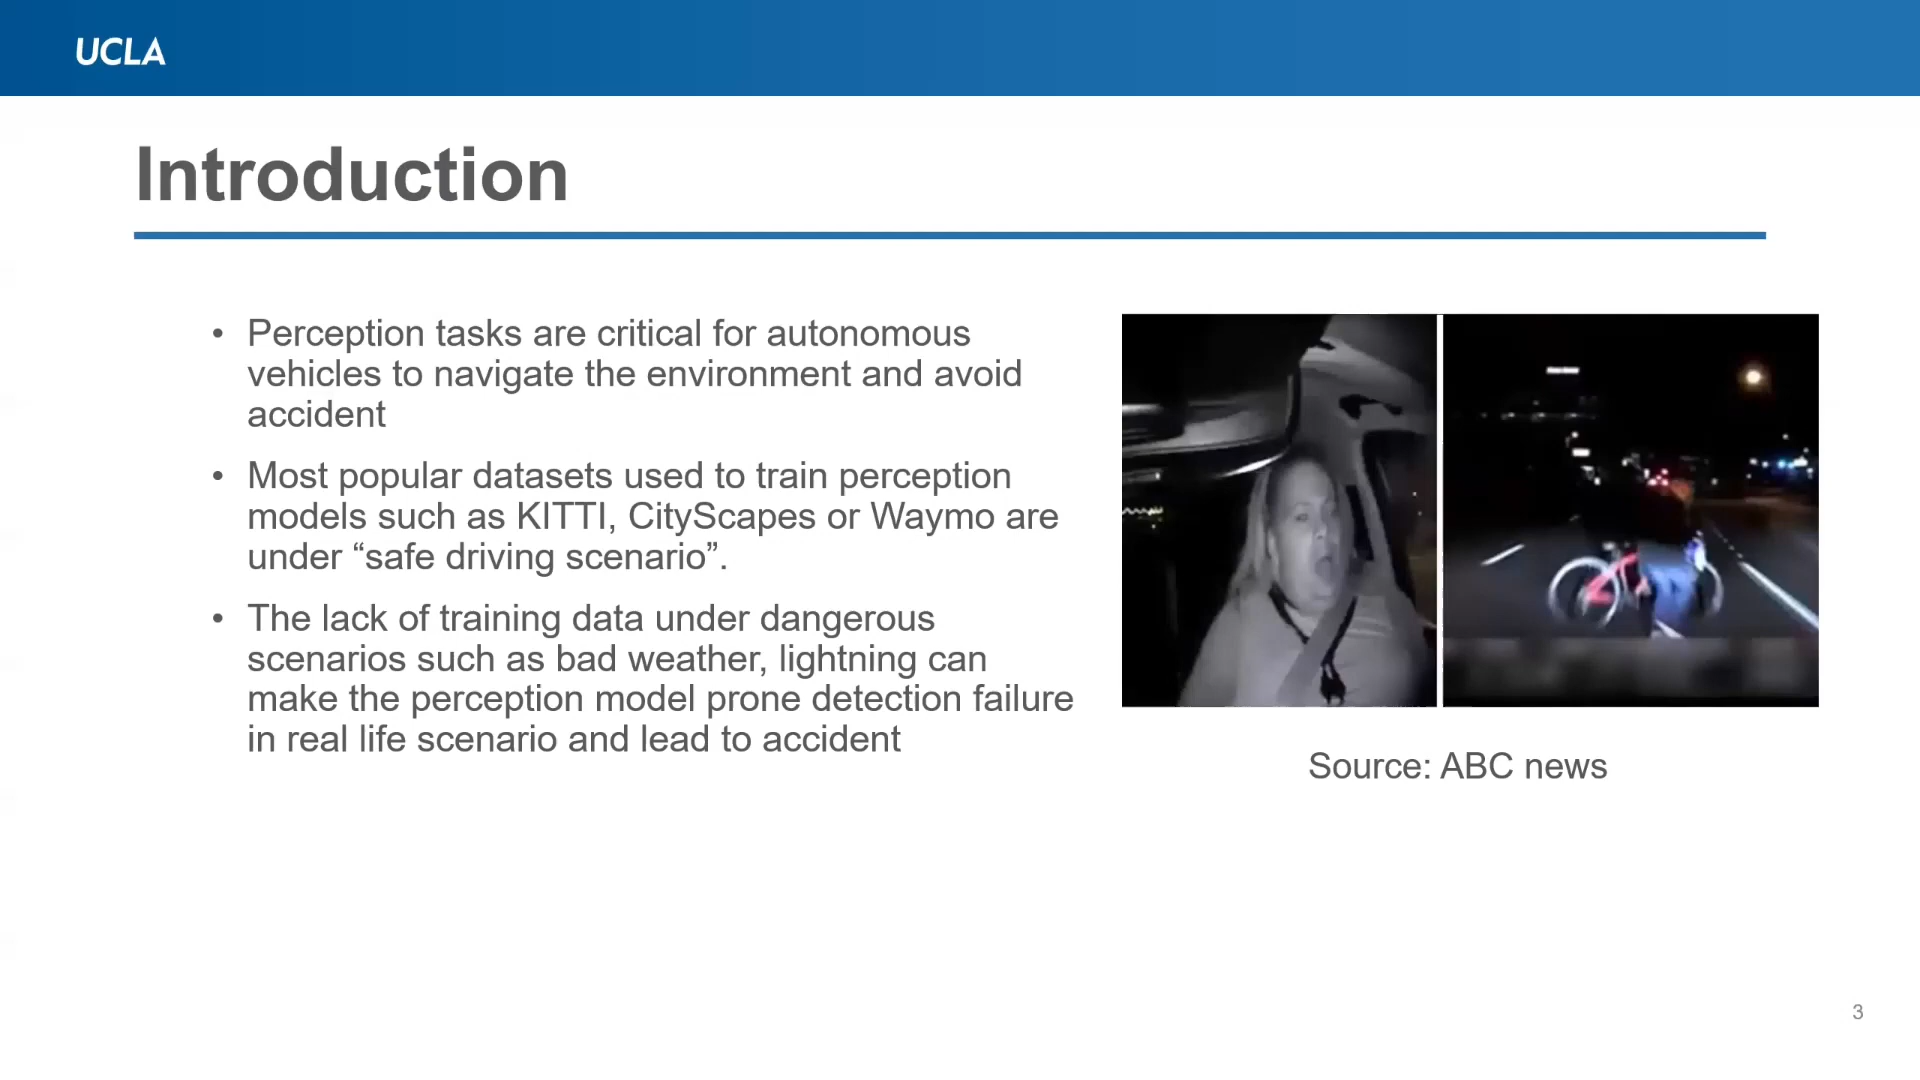 UCLA
Introduction
• Perception tasks are critical for autonomous
vehicles to navigate the environment and avoid
accident
• Most popular datasets used to train perception
models such as KITTI, CityScapes or Waymo are
under “safe driving scenario”.
• The lack of training data under dangerous
scenarios such as bad weather, lightning can
make the perception model prone detection failure
in real life scenario and lead to accident
Source: ABC news
3